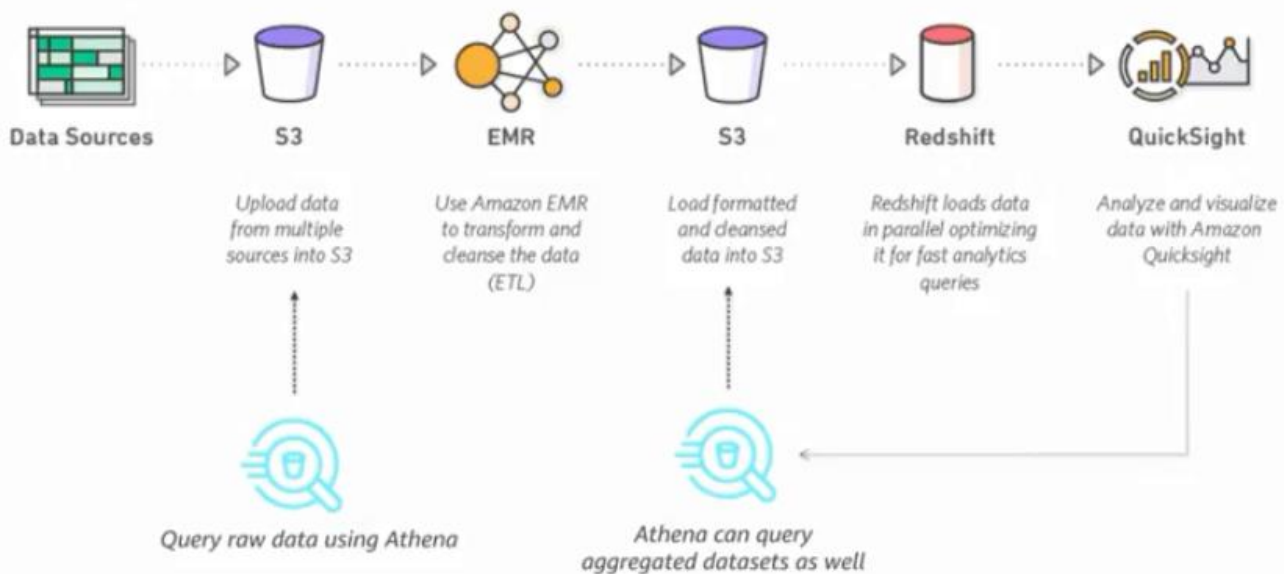 Data Sources
S3
EMR
S3
Redshift
QuickSight
Upload data
from multiple
sources into S3
Use Amazon EMR
to transform and
cleanse the data
(ETL)
Load formatted
and cleansed
data into S3
Redshift loads data
in parallel optimizing
it for fast analytics
queries
Analyze and visualize
data with Amazon
Quicksight
Query raw data using Athena
Athena can query
aggregated datasets as well